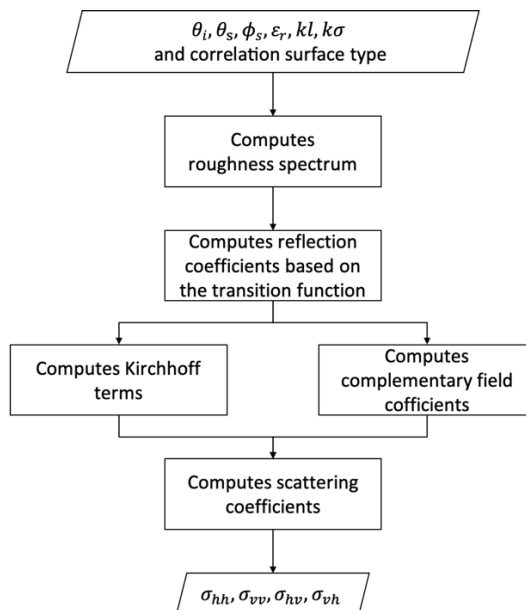 θᵢ, θₛ, ϕₛ, εᵣ, kl, kσ
and correlation surface type
Computes
roughness spectrum
Computes reflection
coefficients based on
the transition function
Computes Kirchhoff
terms
Computes
complementary field
cofficients
Computes scattering
coefficients
σₕₕ, σᵥᵥ, σₕᵥ, σᵥₕ